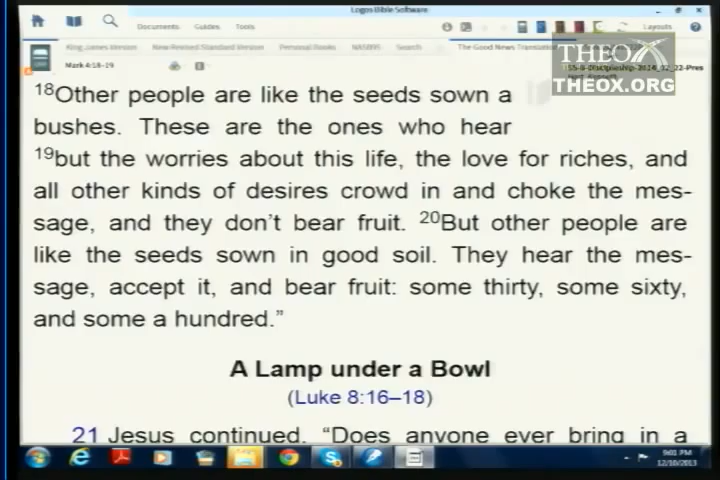 Logos Bible Software
Documents Guides Tools Layouts
King James Version New Revised Standard Version Personal Books NASB95 Search The Good News Translation
THEOX
THEOX.ORG
Mark 4:18-19
18Other people are like the seeds sown a
bushes. These are the ones who hear
19but the worries about this life, the love for riches, and
all other kinds of desires crowd in and choke the mes-
sage, and they don't bear fruit. 20But other people are
like the seeds sown in good soil. They hear the mes-
sage, accept it, and bear fruit: some thirty, some sixty,
and some a hundred.”
A Lamp under a Bowl
(Luke 8:16–18)
21 Jesus continued, “Does anyone ever bring in a
9:01 PM
12/10/2013